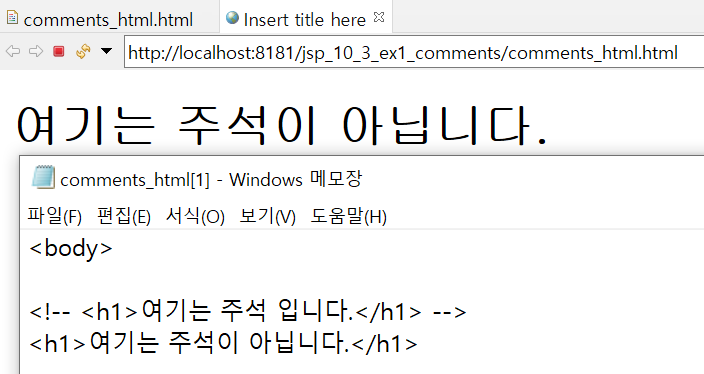 comments_html.html Insert title here
http://localhost:8181/jsp_10_3_ex1_comments/comments_html.html
여기는 주석이 아닙니다.
comments_html[1] - Windows 메모장
파일(F) 편집(E) 서식(O) 보기(V) 도움말(H)
<body>
<!-- <h1>여기는 주석 입니다.</h1> -->
<h1>여기는 주석이 아닙니다.</h1>